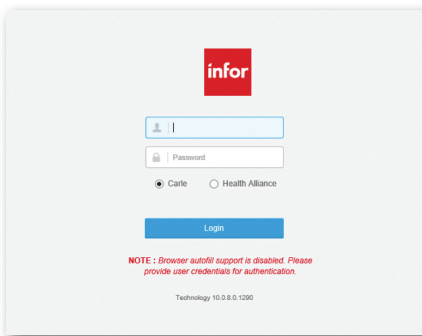 infor
Password
Carle Health Alliance
Login
NOTE : Browser autofill support is disabled. Please
provide user credentials for authentication.
Technology 10.0.8.0.1290